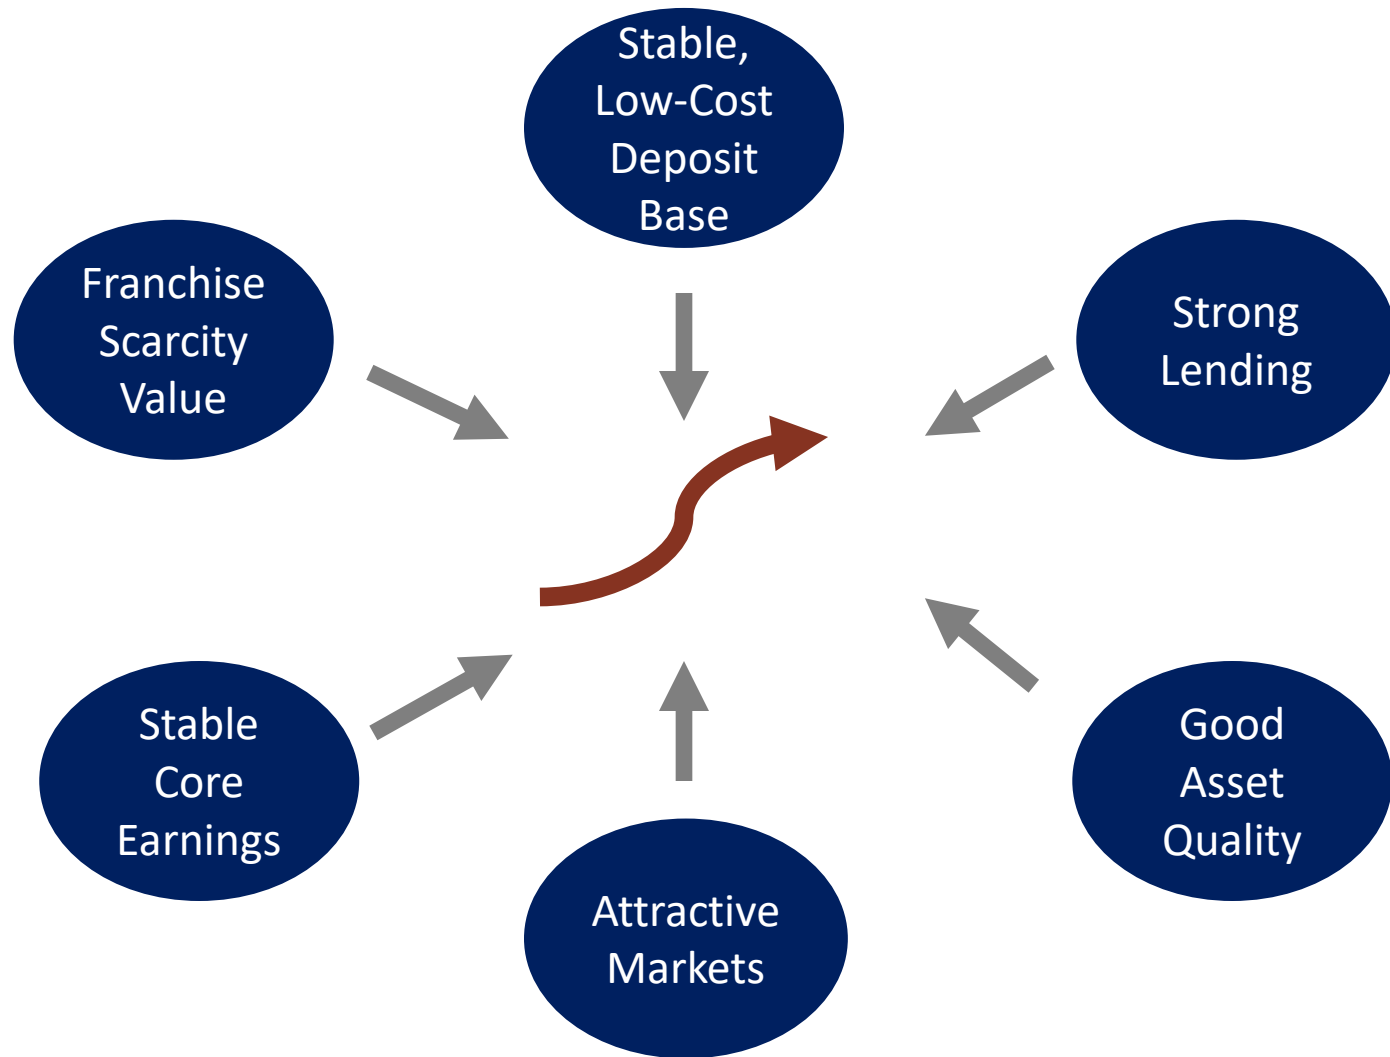 Stable,
Low-Cost
Deposit
Base
Franchise
Scarcity
Value
Strong
Lending
Stable
Core
Earnings
Good
Asset
Quality
Attractive
Markets